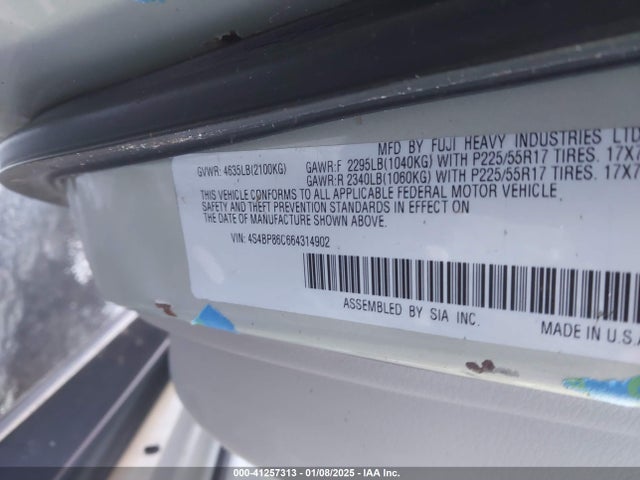 MFD BY FUJI HEAVY INDUSTRIES LTD
GVWR: 4635LB(2100KG) GAWR:F 2295LB(1040KG) WITH P225/55R17 TIRES. 17X7
GAWR:R 2340LB(1060KG) WITH P225/55R17 TIRES. 17X7
THIS VEHICLE CONFORMS TO ALL APPLICABLE FEDERAL MOTOR VEHICLE
SAFETY AND THEFT PREVENTION STANDARDS IN EFFECT ON
THE DATE OF MANUFACTURE SHOWN ABOVE.
VIN: 4S4BP86C664314902
ASSEMBLED BY SIA INC.
MADE IN U.S.A
000-41257313 - 01/08/2025 - IAA Inc.